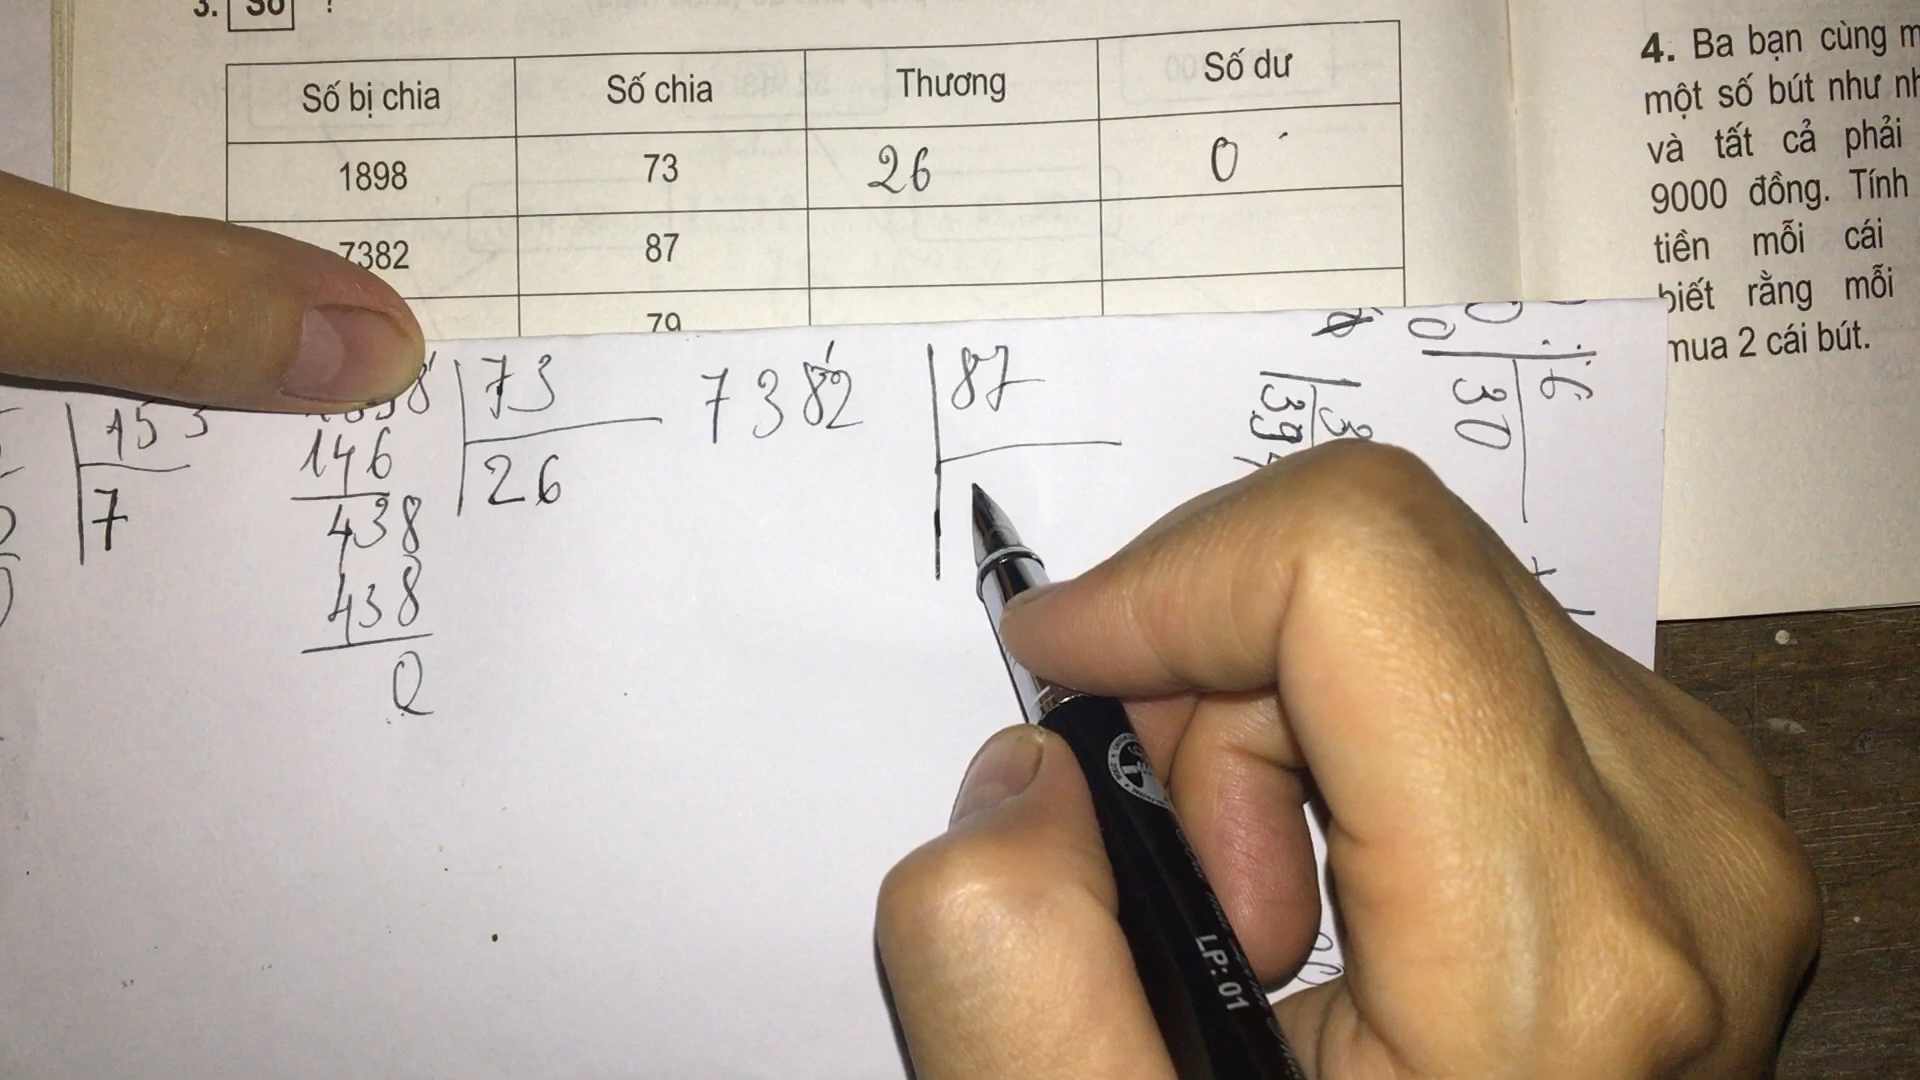 3. Số ?
Số bị chia Số chia Thương Số dư
1898 73 26 0
7382 87
79
4. Ba bạn cùng
một số bút như
và tất cả phải
9000 đồng. Tính
tiền mỗi cái
biết rằng mỗi
mua 2 cái bút.
153
7
73
146 26
438
438
0
7382 87
30
LP: 01